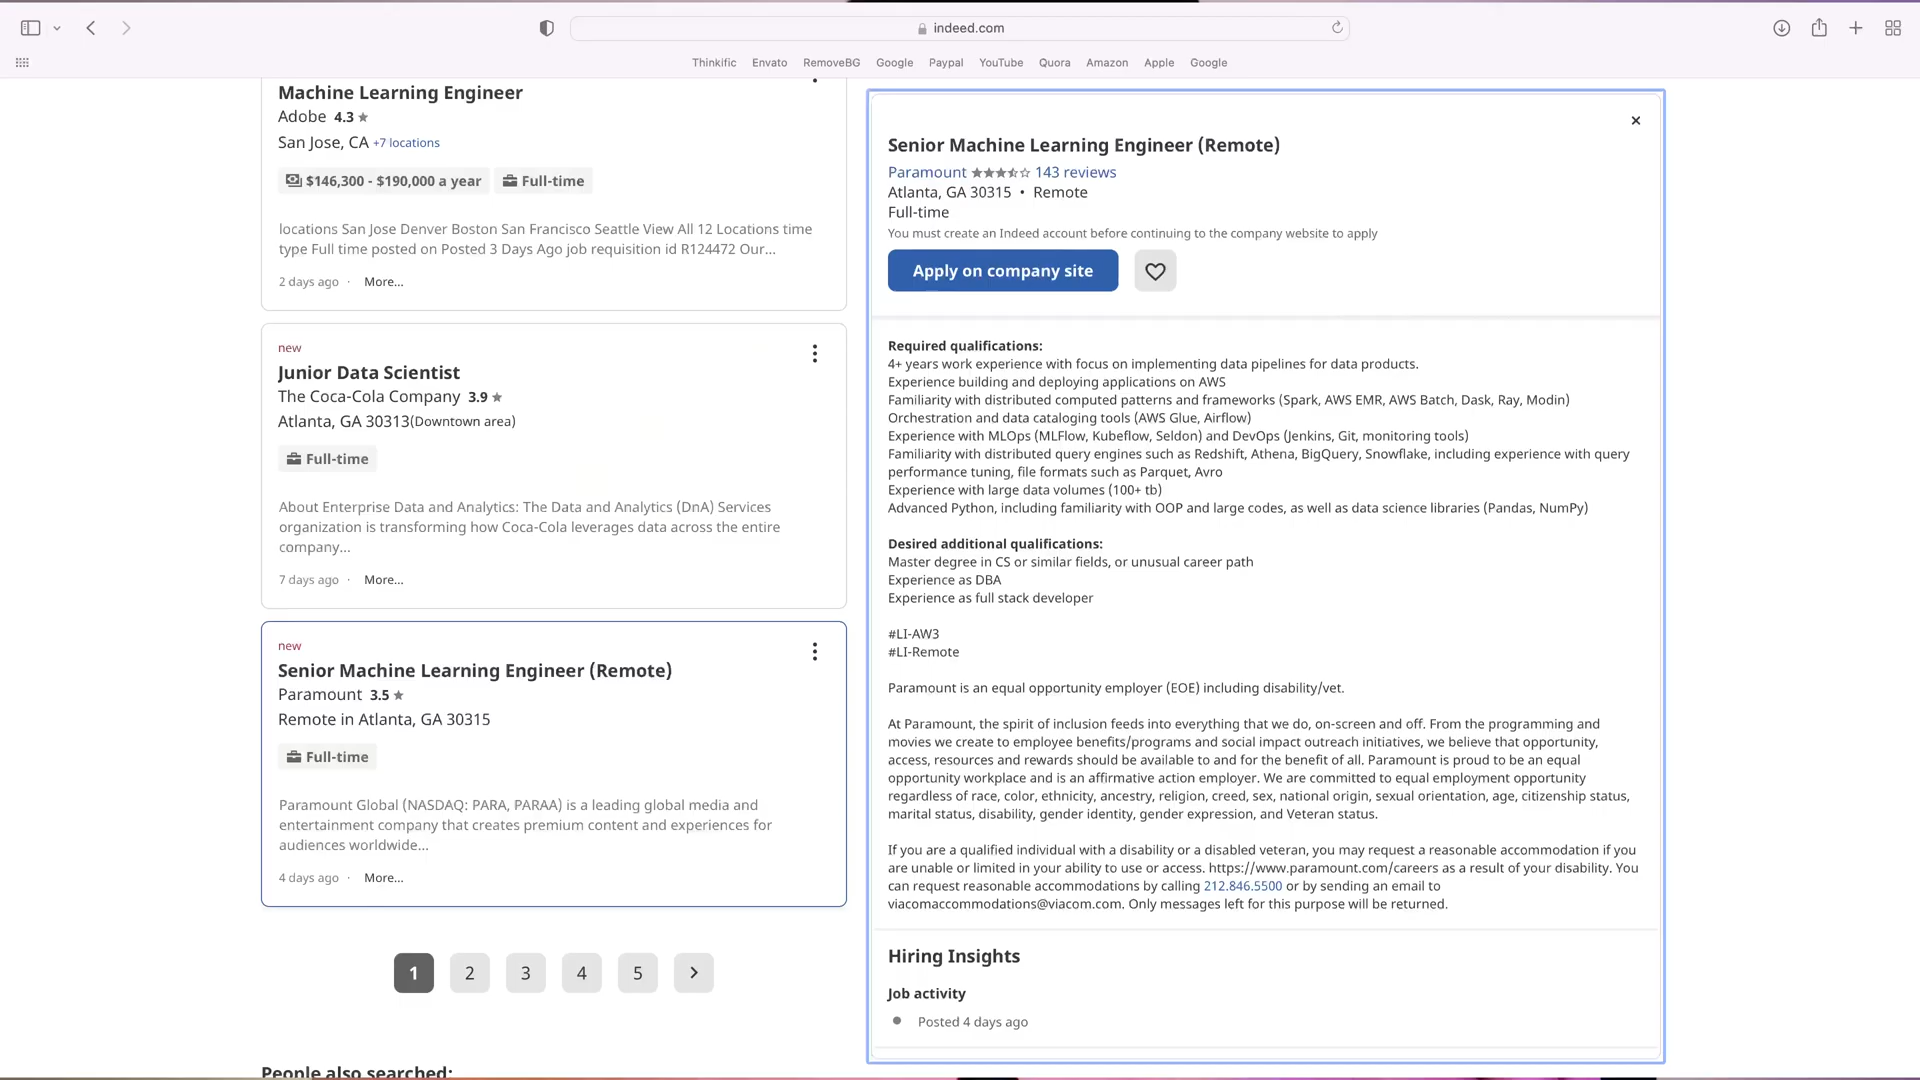 indeed.com
Thinkific Envato RemoveBG Google Paypal YouTube Quora Amazon Apple Google
Machine Learning Engineer
Adobe 4.3
San Jose, CA +7 locations
$146,300 - $190,000 a year Full-time
locations San Jose Denver Boston San Francisco Seattle View All 12 Locations time
type Full time posted on Posted 3 Days Ago job requisition id R124472 Our...
2 days ago · More...
new
Junior Data Scientist
The Coca-Cola Company 3.9
Atlanta, GA 30313(Downtown area)
Full-time
About Enterprise Data and Analytics: The Data and Analytics (DnA) Services
organization is transforming how Coca-Cola leverages data across the entire
company...
7 days ago · More...
new
Senior Machine Learning Engineer (Remote)
Paramount 3.5
Remote in Atlanta, GA 30315
Full-time
Paramount Global (NASDAQ: PARA, PARAA) is a leading global media and
entertainment company that creates premium content and experiences for
audiences worldwide...
4 days ago · More...
1 2 3 4 5
People also searched:
Senior Machine Learning Engineer (Remote)
Paramount 143 reviews
Atlanta, GA 30315 • Remote
Full-time
You must create an Indeed account before continuing to the company website to apply
Apply on company site
Required qualifications:
4+ years work experience with focus on implementing data pipelines for data products.
Experience building and deploying applications on AWS
Familiarity with distributed computed patterns and frameworks (Spark, AWS EMR, AWS Batch, Dask, Ray, Modin)
Orchestration and data cataloging tools (AWS Glue, Airflow)
Experience with MLOps (MLFlow, Kubeflow, Seldon) and DevOps (Jenkins, Git, monitoring tools)
Familiarity with distributed query engines such as Redshift, Athena, BigQuery, Snowflake, including experience with query
performance tuning, file formats such as Parquet, Avro
Experience with large data volumes (100+ tb)
Advanced Python, including familiarity with OOP and large codes, as well as data science libraries (Pandas, NumPy)
Desired additional qualifications:
Master degree in CS or similar fields, or unusual career path
Experience as DBA
Experience as full stack developer
#LI-AW3
#LI-Remote
Paramount is an equal opportunity employer (EOE) including disability/vet.
At Paramount, the spirit of inclusion feeds into everything that we do, on-screen and off. From the programming and
movies we create to employee benefits/programs and social impact outreach initiatives, we believe that opportunity,
access, resources and rewards should be available to and for the benefit of all. Paramount is proud to be an equal
opportunity workplace and is an affirmative action employer. We are committed to equal employment opportunity
regardless of race, color, ethnicity, ancestry, religion, creed, sex, national origin, sexual orientation, age, citizenship status,
marital status, disability, gender identity, gender expression, and Veteran status.
If you are a qualified individual with a disability or a disabled veteran, you may request a reasonable accommodation if you
are unable or limited in your ability to use or access. https://www.paramount.com/careers as a result of your disability. You
can request reasonable accommodations by calling 212.846.5500 or by sending an email to
viacomaccommodations@viacom.com. Only messages left for this purpose will be returned.
Hiring Insights
Job activity
Posted 4 days ago